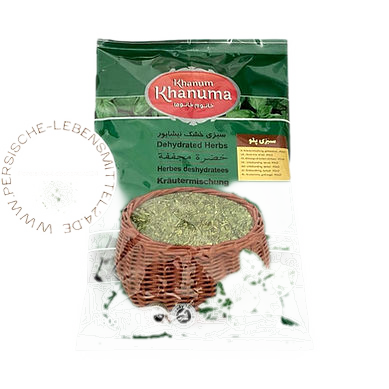 Khanum
Khanuma
خانوم خانوما
سبزی خشک نیشابور
Dehydrated Herbs
خضرة مجففة
Herbes deshydratees
Kräutermischung
سبزی پلو
WWW.PERSISCHE-LEBENSMITTEL24.DE